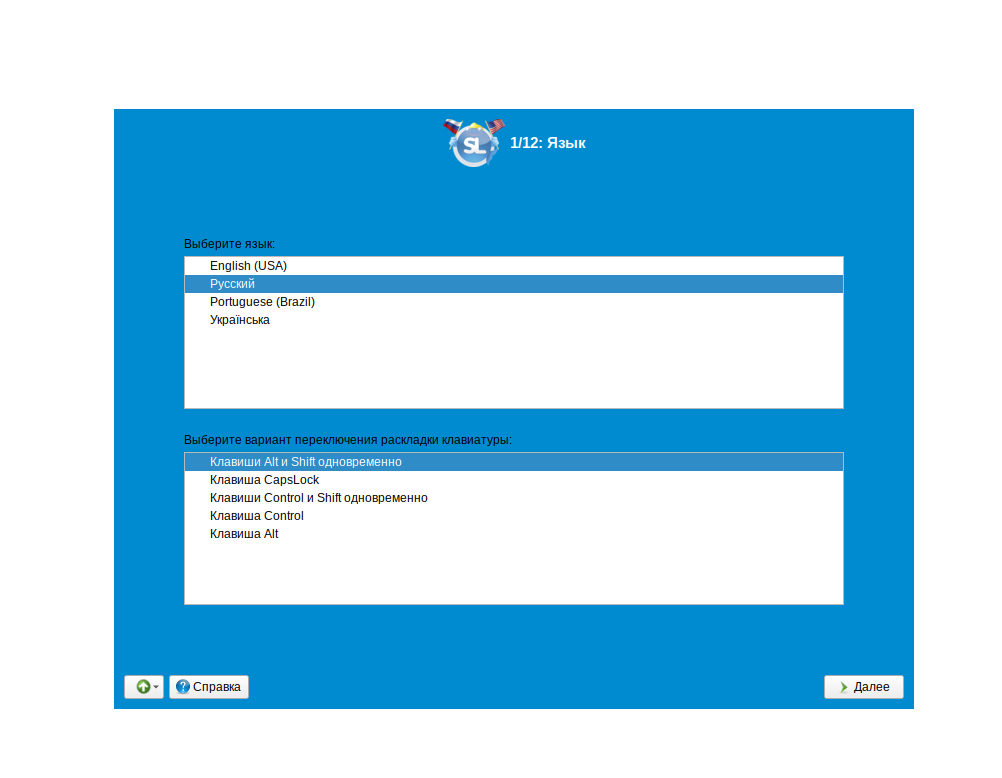 SL
1/12: Язык
Выберите язык:
English (USA)
Русский
Portuguese (Brazil)
Українська
Выберите вариант переключения раскладки клавиатуры:
Клавиши Alt и Shift одновременно
Клавиша CapsLock
Клавиши Control и Shift одновременно
Клавиша Control
Клавиша Alt
Справка
Далее